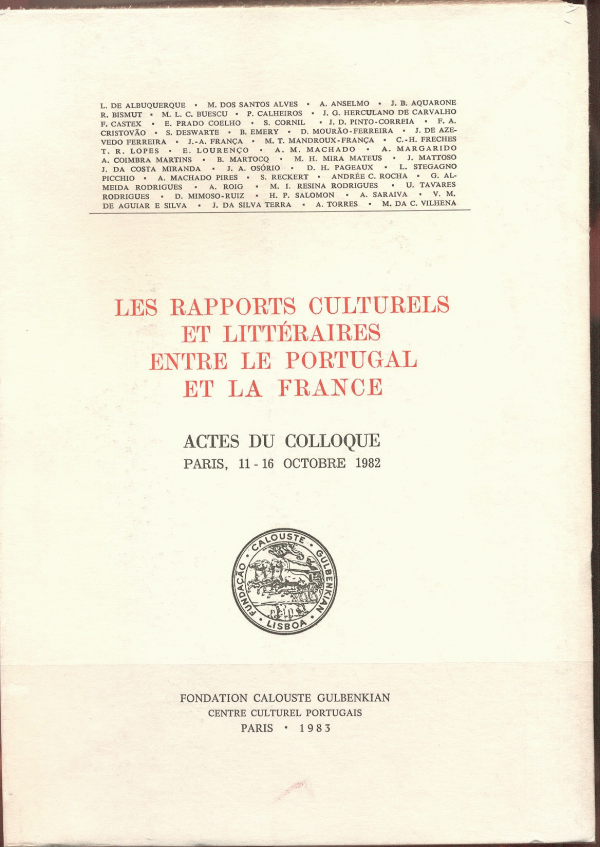 L. DE ALBUQUERQUE • M. DOS SANTOS ALVES • A. ANSELMO • J. B. AQUARONE
R. BISMUT • M. L. C. BUESCU • P. CALHEIROS • J. G. HERCULANO DE CARVALHO
F. CASTEX • E. PRADO COELHO • S. CORNIL • J. D. PINTO-CORREIA • F. A.
CRISTOVÃO • S. DESWARTE • B. EMERY • D. MOURÃO-FERREIRA • J. DE AZE-
VEDO FERREIRA • J.-A. FRANÇA • M. T. MANDROUX-FRANÇA • C.-H. FRECHES
T. R. LOPES • E. LOURENÇO • A. M. MACHADO • A. MARGARIDO
A. COIMBRA MARTINS • B. MARTOCQ • M. H. MIRA MATEUS • J. MATTOSO
J. DA COSTA MIRANDA • J. A. OSÓRIO • D. H. PAGEAUX • L. STEGAGNO
PICCHIO • A. MACHADO PIRES • S. RECKERT • ANDRÉE C. ROCHA • G. AL-
MEIDA RODRIGUES • A. ROIG • M. I. RESINA RODRIGUES • U. TAVARES
RODRIGUES • D. MIMOSO-RUIZ • H. P. SALOMON • A. SARAIVA • V. M.
DE AGUIAR E SILVA • J. DA SILVA TERRA • A. TORRES • M. DA C. VILHENA
LES RAPPORTS CULTURELS
ET LITTÉRAIRES
ENTRE LE PORTUGAL
ET LA FRANCE
ACTES DU COLLOQUE
PARIS, 11 - 16 OCTOBRE 1982
FUNDAÇÃO • CALOUSTE • GULBENKIAN • LISBOA •
FONDATION CALOUSTE GULBENKIAN
CENTRE CULTUREL PORTUGAIS
PARIS • 1983